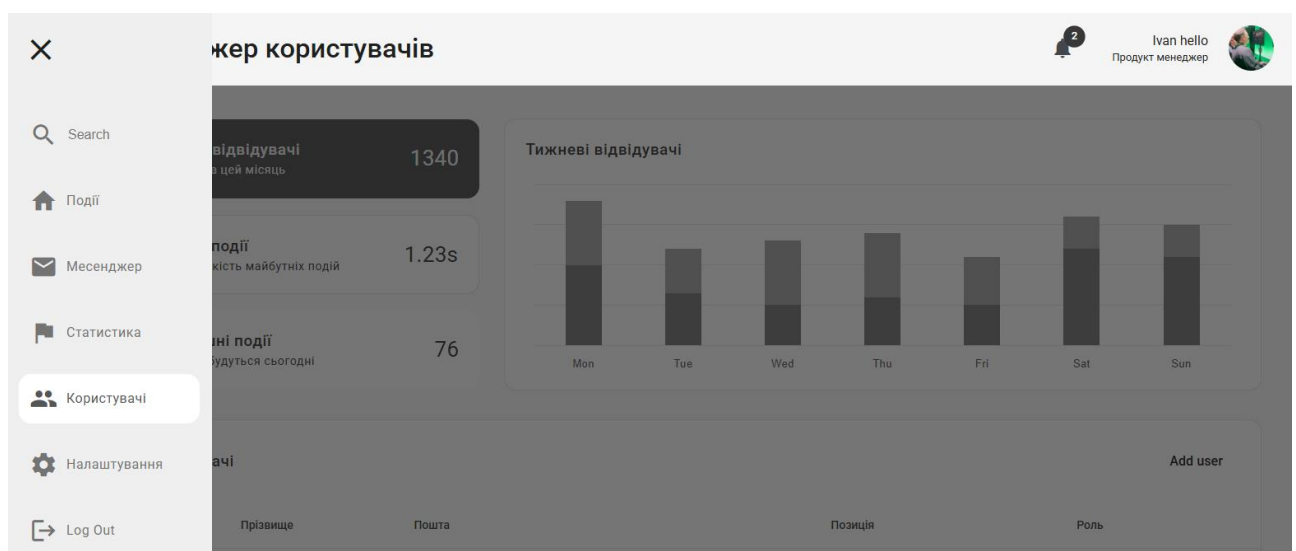 жер користувачів
2
Ivan hello
Продукт менеджер
Search
Події
Месенджер
Статистика
Користувачі
Налаштування
Log Out
відвідувачі
а цей місяць
1340
події
кість майбутніх подій
1.23s
ні події
будуться сьогодні
76
Тижневі відвідувачі
Mon Tue Wed Thu Fri Sat Sun
ачі
Add user
Прізвище Пошта Позиція Роль